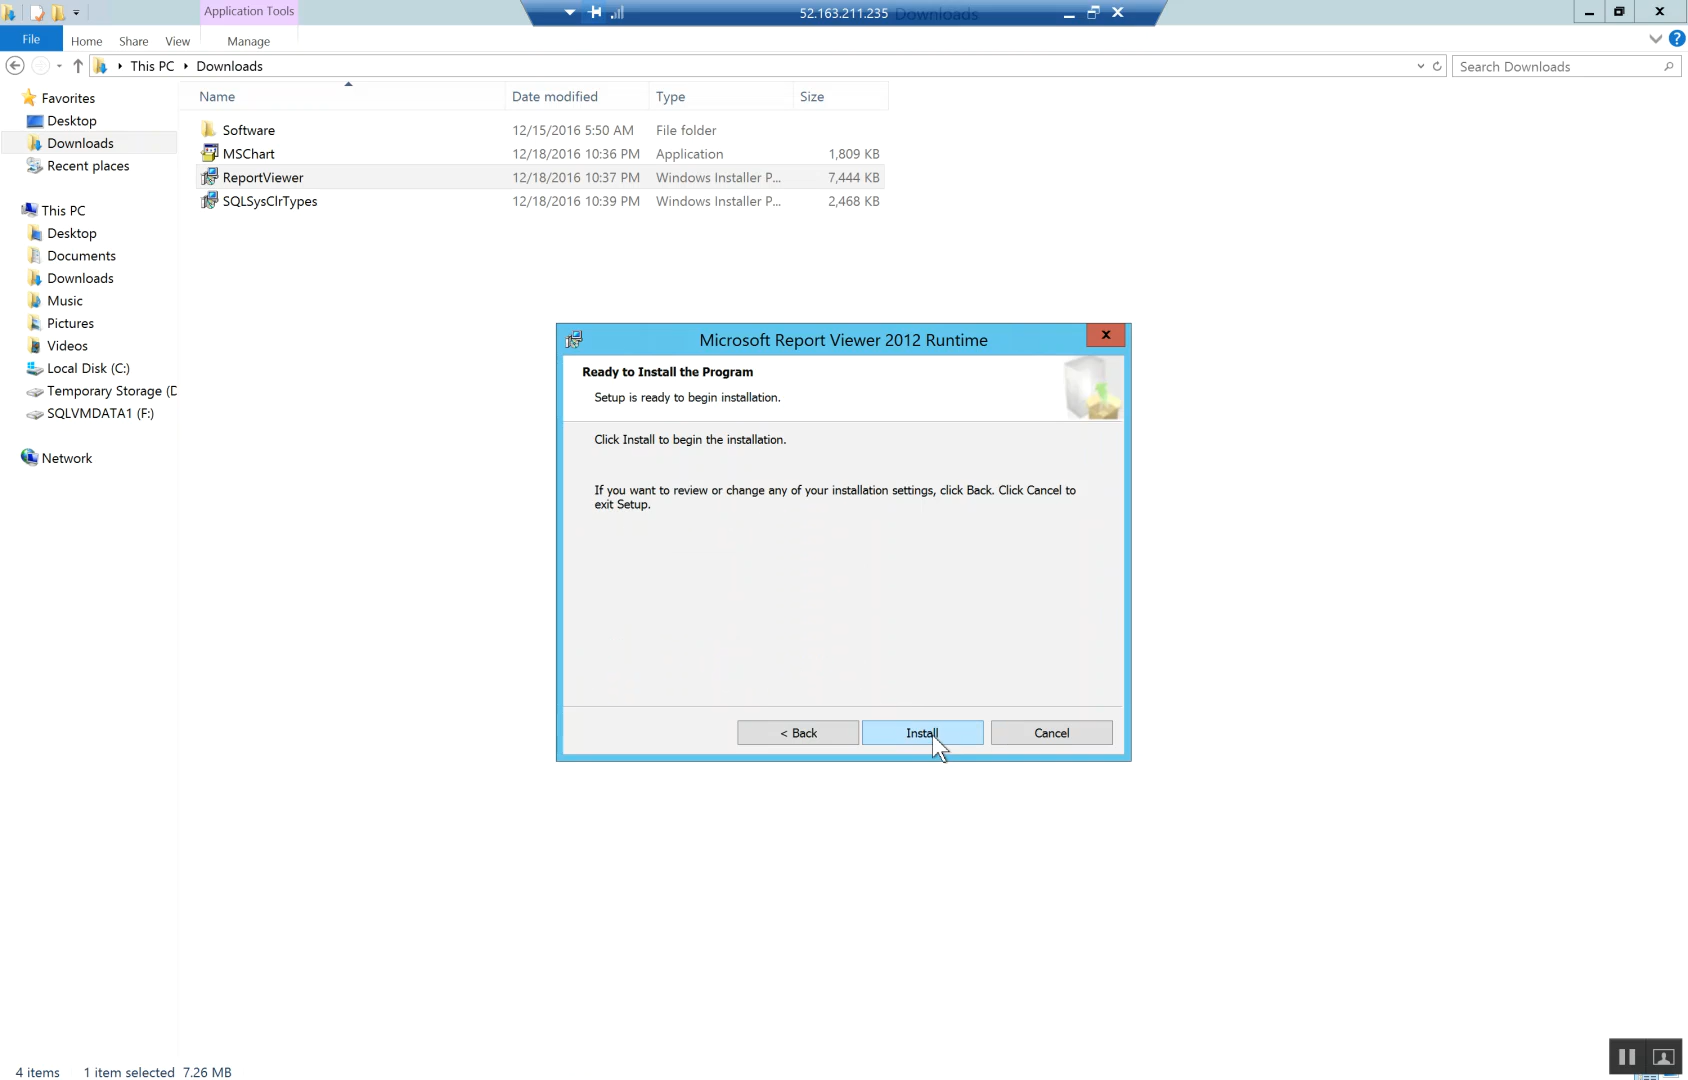 Application Tools
52.163.211.235
Downloads
File
Home
Share
View
Manage
This PC
Downloads
Search Downloads
Favorites
Desktop
Downloads
Recent places
This PC
Desktop
Documents
Downloads
Music
Pictures
Videos
Local Disk (C:)
Temporary Storage (D
SQLVMDATA1 (F:)
Network
Name Date modified Type Size
Software 12/15/2016 5:50 AM File folder
MSChart 12/18/2016 10:36 PM Application 1,809 KB
ReportViewer 12/18/2016 10:37 PM Windows Installer P... 7,444 KB
SQLSysClrTypes 12/18/2016 10:39 PM Windows Installer P... 2,468 KB
Microsoft Report Viewer 2012 Runtime
Ready to Install the Program
Setup is ready to begin installation.
Click Install to begin the installation.
If you want to review or change any of your installation settings, click Back. Click Cancel to
exit Setup.
< Back
Install
Cancel
4 items 1 item selected 7.26 MB